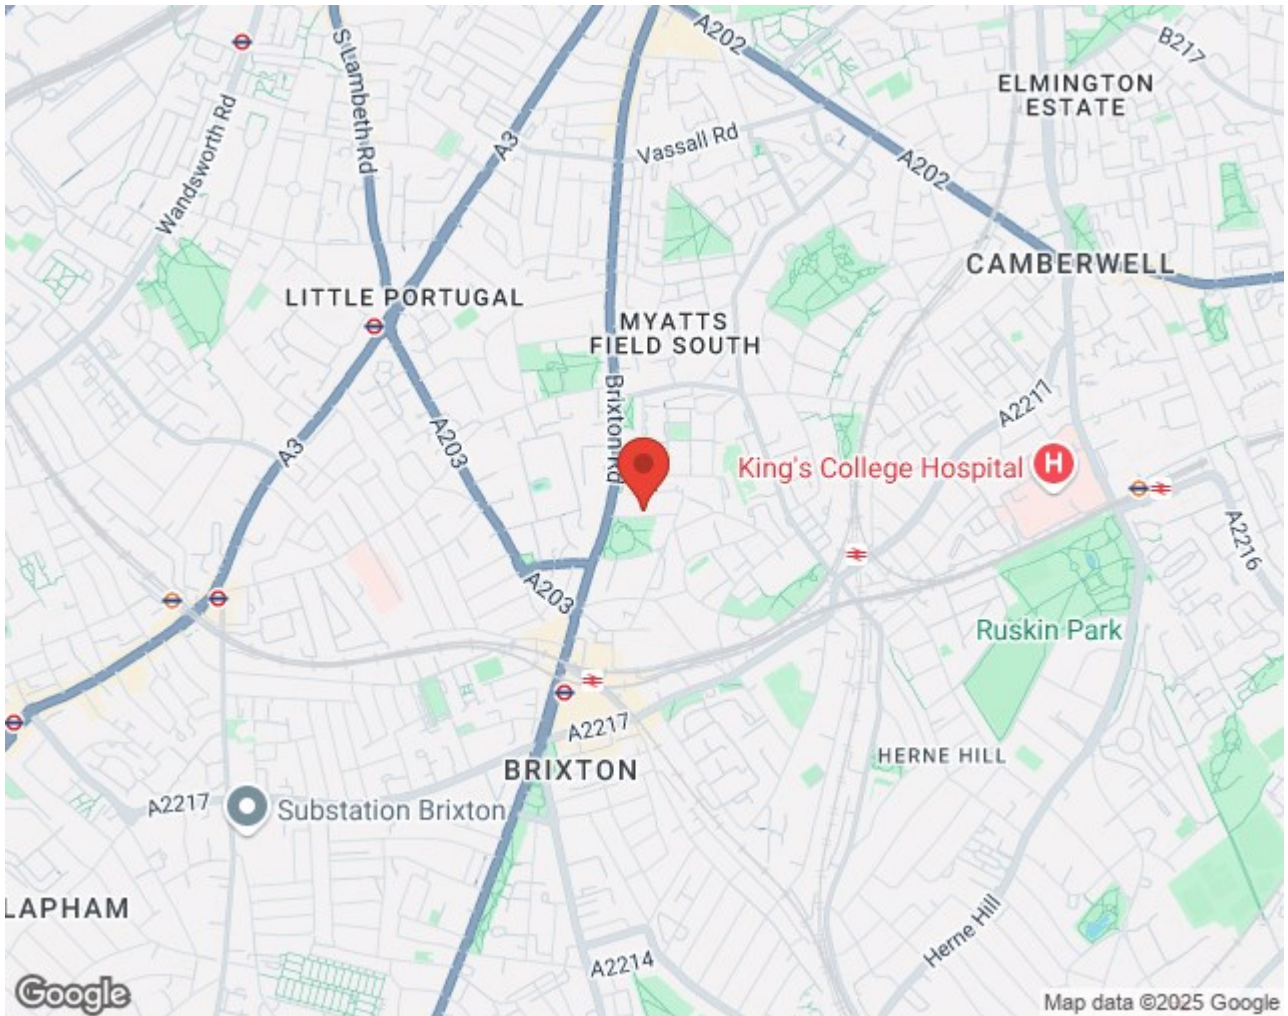 A202
B217
ELMINGTON
ESTATE
S Lambeth Rd
Wandsworth Rd
A3
Vassall Rd
A202
CAMBERWELL
LITTLE PORTUGAL
MYATTS
FIELD SOUTH
Brixton Rd
A2217
A203
A3
King's College Hospital
H
A2216
A203
Ruskin Park
A2217
HERNE HILL
BRIXTON
A2217
Substation Brixton
LAPHAM
Herne Hill
A2214
Google
Map data ©2025 Google